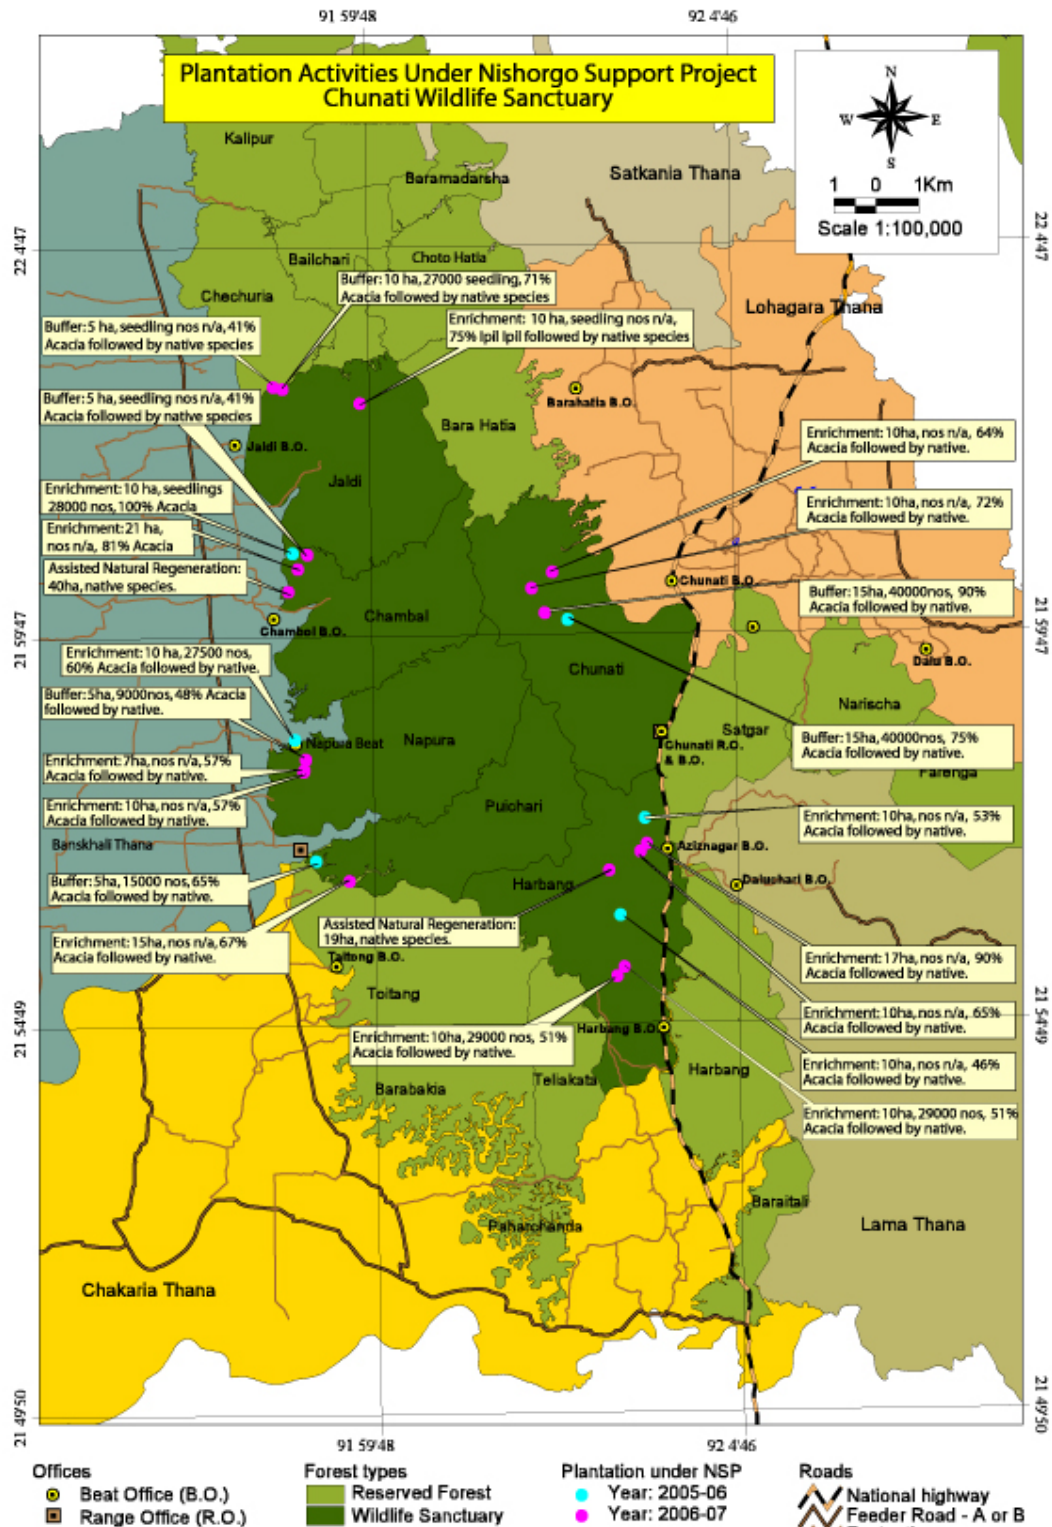 91 59'48
92 4'46
Plantation Activities Under Nishorgo Support Project
Chunati Wildlife Sanctuary
N
W E
S
1 0 1Km
Scale 1:100,000
Kalipur
Baramadarsha
Satkania Thana
22 4'47
22 4'47
Bailchari
Choto Hatia
Chechuria
Lohagara Thana
Buffer: 10 ha, 27000 seedling, 71%
Acacia followed by native species
Buffer: 5 ha, seedling nos n/a, 41%
Acacia followed by native species
Enrichment: 10 ha, seedling nos n/a,
75% Ipil Ipil followed by native species
Buffer: 5 ha, seedling nos n/a, 41%
Acacia followed by native species
Barahatia B.O.
Bara Hatia
Jaldi B.O.
Jaldi
Enrichment: 10ha, nos n/a, 64%
Acacia followed by native.
Enrichment: 10 ha, seedlings
28000 nos, 100% Acacia
Enrichment: 10ha, nos n/a, 72%
Acacia followed by native.
Enrichment: 21 ha,
nos n/a, 81% Acacia
Assisted Natural Regeneration:
40ha, native species.
Chunati B.O.
Buffer: 15ha, 40000nos, 90%
Acacia followed by native.
Chambal
Chambol B.O.
21 59'47
21 59'47
Enrichment: 10 ha, 27500 nos
60% Acacia followed by native.
Chunati
Dalu B.O.
Buffer: 5ha, 9000nos, 48% Acacia
followed by native.
Narischa
Napura Beat
Napura
Satgar
Chunati R.O.
& B.O.
Buffer: 15ha, 40000nos, 75%
Acacia followed by native.
Farenga
Enrichment: 7ha, nos n/a, 57%
Acacia followed by native.
Enrichment: 10ha, nos n/a, 57%
Acacia followed by native.
Puichari
Enrichment: 10ha, nos n/a, 53%
Acacia followed by native.
Banskhali Thana
Aziznagar B.O.
Buffer: 5ha, 15000 nos, 65%
Acacia followed by native.
Harbang
Daluchari B.O.
Assisted Natural Regeneration:
19ha, native species.
Enrichment: 15ha, nos n/a, 67%
Acacia followed by native.
Taitong B.O.
Enrichment: 17ha, nos n/a, 90%
Acacia followed by native.
Toitang
21 54'49
21 54'49
Enrichment: 10ha, nos n/a, 65%
Acacia followed by native.
Enrichment: 10ha, 29000 nos, 51%
Acacia followed by native.
Harbang B.O.
Enrichment: 10ha, nos n/a, 46%
Acacia followed by native.
Harbang
Teliakata
Barabakia
Enrichment: 10ha, 29000 nos, 51%
Acacia followed by native.
Baraitali
Paharchanda
Lama Thana
Chakaria Thana
21 49'50
21 49'50
91 59'48
92 4'46
Offices
Beat Office (B.O.)
Range Office (R.O.)
Forest types
Reserved Forest
Wildlife Sanctuary
Plantation under NSP
Year: 2005-06
Year: 2006-07
Roads
National highway
Feeder Road - A or B